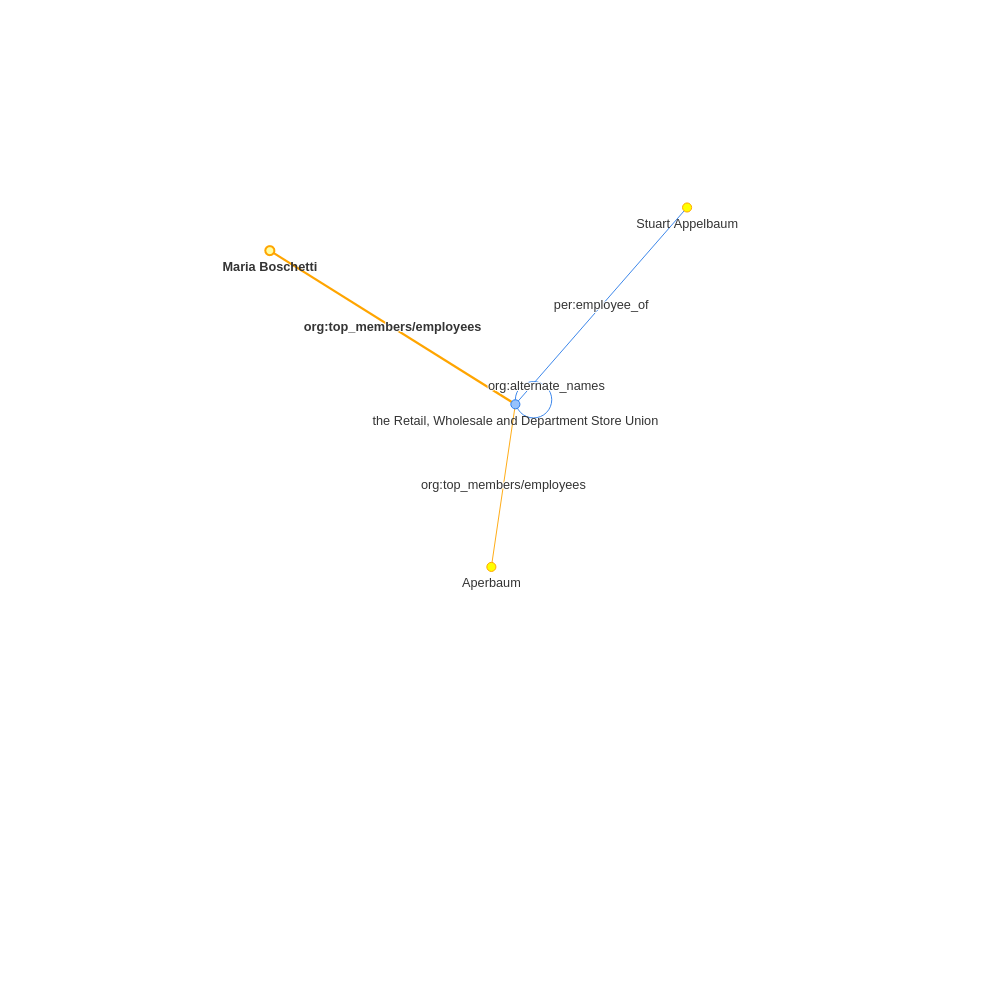 Stuart Appelbaum
Maria Boschetti
per:employee_of
org:top_members/employees
org:alternate_names
the Retail, Wholesale and Department Store Union
org:top_members/employees
Aperbaum